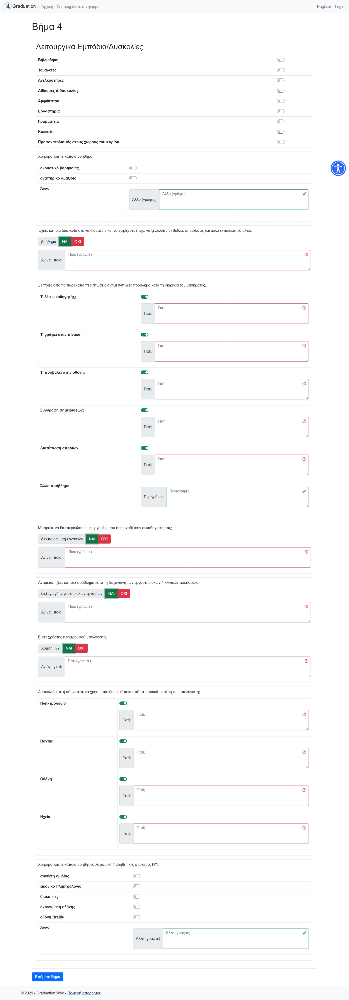 Graduation Αρχική Συμπληρώστε την φόρμα Register Login
Βήμα 4
Λειτουργικά Εμπόδια/Δυσκολίες
Βιβλιοθήκη
Τουαλέτες
Ανελκυστήρες
Αίθουσες Διδασκαλίας
Αμφιθέατρα
Εργαστήρια
Γραμματεία
Κυλικείο
Προσανατολισμός στους χώρους του κτιρίου
Χρησιμοποιείτε κάποιο βοήθημα;
ακουστικό βαρηκοΐας
αναπηρικό αμαξίδιο
Άλλο
Άλλο (γράψτε)
Άλλο (γράψτε)
Έχετε κάποια δυσκολία στο να διαβάζετε και να χειρίζεστε (π.χ., να ξεφυλλίζετε) βιβλία, σημειώσεις και άλλο εκπαιδευτικό υλικό;
βοήθημα ΝΑΙ ΟΧΙ
Ποιο (γράψτε)
Αν ναι, ποιο;
Σε ποιες από τις παρακάτω περιπτώσεις αντιμετωπίζετε πρόβλημα κατά τη διάρκεια του μαθήματος;
Τι λέει ο καθηγητής;
Γιατί;
Γιατί;
Τι γράφει στον πίνακα;
Γιατί;
Γιατί;
Τι προβάλει στην οθόνη;
Γιατί;
Γιατί;
Συγγραφή σημειώσεων;
Γιατί;
Γιατί;
Διατύπωση αποριών;
Γιατί;
Γιατί;
Άλλο πρόβλημα;
Περιγράψτε
Περιγράψτε
Μπορείτε να διεκπεραιώσετε τις εργασίες που σας αναθέτουν οι καθηγητές σας;
διεκπαιραίωση εργασιών ΝΑΙ ΟΧΙ
Ποιο (γράψτε)
Αν ναι, ποιο;
Αντιμετωπίζετε κάποιο πρόβλημα κατά τη διεξαγωγή των εργαστηριακών ή κλινικών ασκήσεων;
διεξαγωγή εργαστηριακών εργασιών ΝΑΙ ΟΧΙ
Ποιο (γράψτε)
Αν ναι, ποιο;
Είστε χρήστης ηλεκτρονικού υπολογιστή;
Χρήση Η/Υ ΝΑΙ ΟΧΙ
Γιατί (γράψτε)
Αν όχι, γιατί;
Δυσκολεύεστε ή αδυνατείτε να χρησιμοποιήσετε κάποια από τα παρακάτω μέρη του υπολογιστή;
Πληκτρολόγιο
Γιατί;
Γιατί;
Ποντίκι
Γιατί;
Γιατί;
Οθόνη
Γιατί;
Γιατί;
Ηχεία
Γιατί;
Γιατί;
Χρησιμοποιείτε κάποιο βοηθητικό λογισμικό ή βοηθητικές συσκευές Η/Υ;
συνθέτη ομιλίας
εικονικό πληκτρολόγιο
διακόπτες
αναγνώστη οθόνης
οθόνη Braille
Άλλο
Άλλο (γράψτε)
Άλλο (γράψτε)
Επόμενο Βήμα
© 2021 - Graduation.Web - Πολιτική απορρήτου